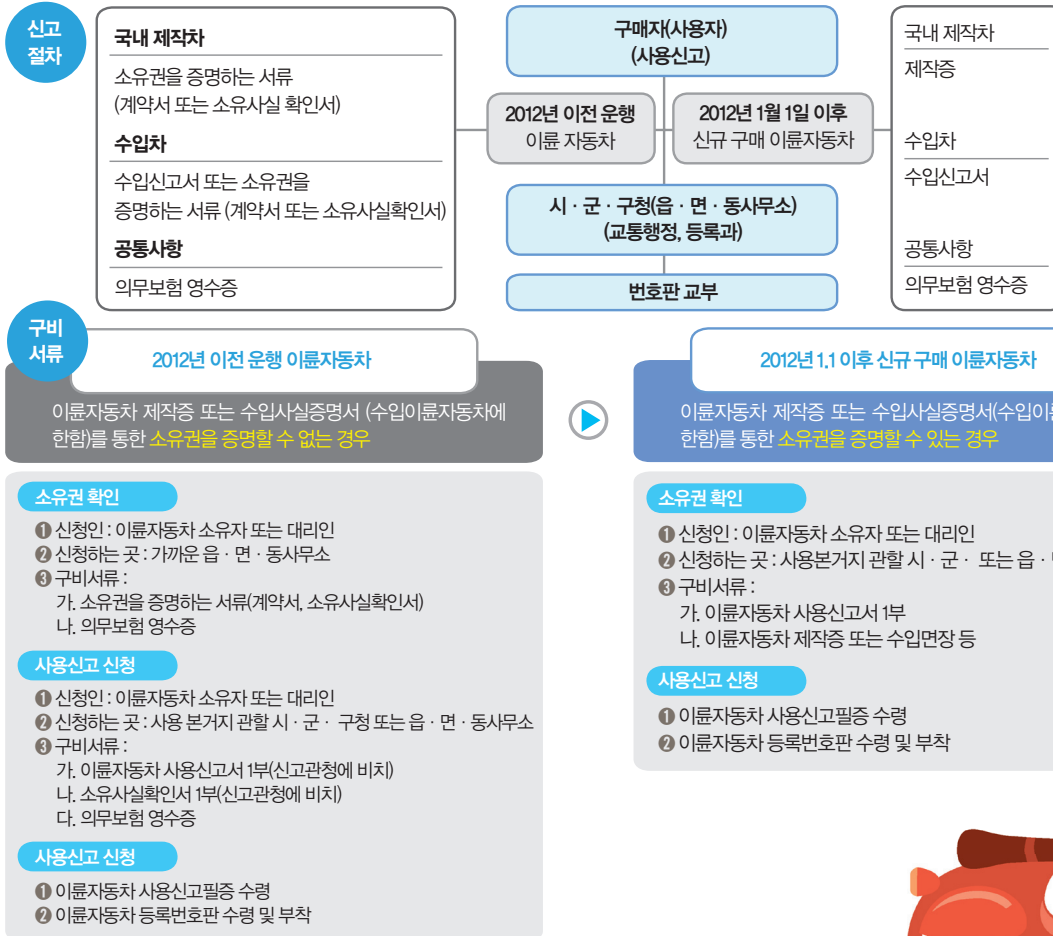 신고
절차
국내 제작차
소유권을 증명하는 서류
(계약서 또는 소유사실 확인서)
수입차
수입신고서 또는 소유권을
증명하는 서류 (계약서 또는 소유사실확인서)
공통사항
의무보험 영수증
구매자(사용자)
(사용신고)
2012년 이전 운행
이륜 자동차
2012년 1월 1일 이후
신규 구매 이륜자동차
시 · 군 · 구청(읍 · 면 · 동사무소)
(교통행정, 등록과)
번호판 교부
국내 제작차
제작증
수입차
수입신고서
공통사항
의무보험 영수증
구비
서류
2012년 이전 운행 이륜자동차
이륜자동차 제작증 또는 수입사실증명서 (수입이륜자동차에
한함)를 통한 소유권을 증명할 수 없는 경우
소유권 확인
❶ 신청인 : 이륜자동차 소유자 또는 대리인
❷ 신청하는 곳 : 가까운 읍 · 면 · 동사무소
❸ 구비서류 :
가. 소유권을 증명하는 서류(계약서, 소유사실확인서)
나. 의무보험 영수증
사용신고 신청
❶ 신청인 : 이륜자동차 소유자 또는 대리인
❷ 신청하는 곳 : 사용 본거지 관할 시 · 군 · 구청 또는 읍 · 면 · 동사무소
❸ 구비서류 :
가. 이륜자동차 사용신고서 1부(신고관청에 비치)
나. 소유사실확인서 1부(신고관청에 비치)
다. 의무보험 영수증
사용신고 신청
❶ 이륜자동차 사용신고필증 수령
❷ 이륜자동차 등록번호판 수령 및 부착
2012년 1.1 이후 신규 구매 이륜자동차
이륜자동차 제작증 또는 수입사실증명서(수입이
한함)를 통한 소유권을 증명할 수 있는 경우
소유권 확인
❶ 신청인 : 이륜자동차 소유자 또는 대리인
❷ 신청하는 곳 : 사용본거지 관할 시 · 군 · 또는 읍 ·
❸ 구비서류 :
가. 이륜자동차 사용신고서 1부
나. 이륜자동차 제작증 또는 수입면장 등
사용신고 신청
❶ 이륜자동차 사용신고필증 수령
❷ 이륜자동차 등록번호판 수령 및 부착